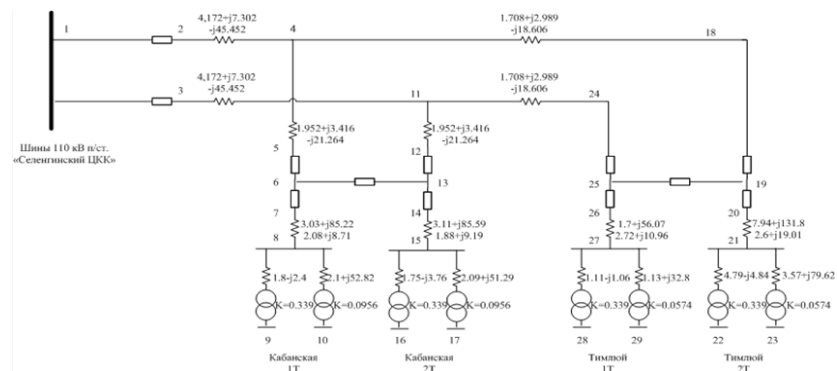 1
2
4,172+j7.302
-j45.452
4
1.708+j2.989
-j18.606
18
3
4,172+j7.302
-j45.452
11
1.708+j2.989
-j18.606
24
Шины 110 кВ п/ст.
«Селенгинский ЦКК»
1.952+j3.416
-j21.264
1.952+j3.416
-j21.264
5
12
6
13
25
19
7
14
26
20
3.03+j85.22
2.08+j8.71
3.11+j85.59
1.88+j9.19
1.7+j56.07
2.72+j10.96
7.94+j131.8
2.6+j19.01
8
15
27
21
1.8-j2.4
2.1+j52.82
1.75-j3.76
2.09+j51.29
1.11-j1.06
1.13+j32.8
4.79-j4.84
3.57+j79.62
K=0.339
K=0.0956
K=0.339
K=0.0956
K=0.339
K=0.0574
K=0.339
K=0.0574
9
10
16
17
28
29
22
23
Кабанская
1Т
Кабанская
2Т
Тимлюй
1Т
Тимлюй
2Т